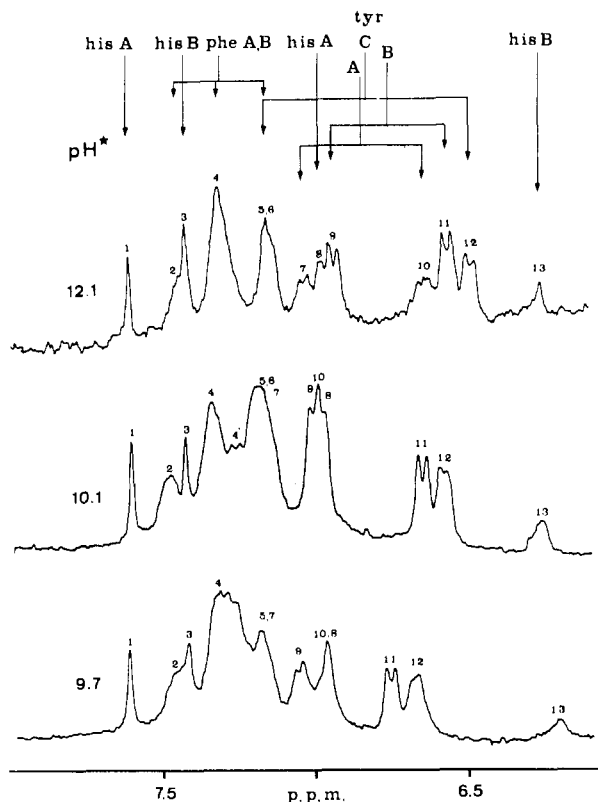 tyr
his A his B phe A,B his A C his B
A B
pH*
12.1
1 2 3 4 5,6 7 8 9 10 11 12 13
10.1
1 2 3 4 4 5,6 7 9 10 8 11 12 13
9.7
1 2 3 4 5,7 9 10,8 11 12 13
7.5 p.p.m. 6.5